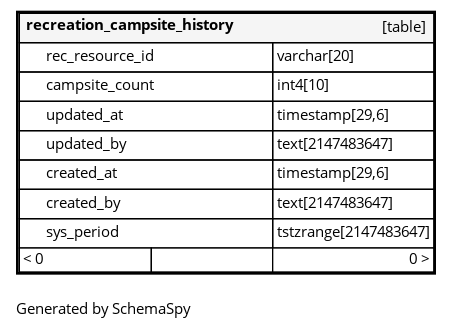 recreation_campsite_history [table]
rec_resource_id varchar[20]
campsite_count int4[10]
updated_at timestamp[29,6]
updated_by text[2147483647]
created_at timestamp[29,6]
created_by text[2147483647]
sys_period tstzrange[2147483647]
< 0 0 >
Generated by SchemaSpy